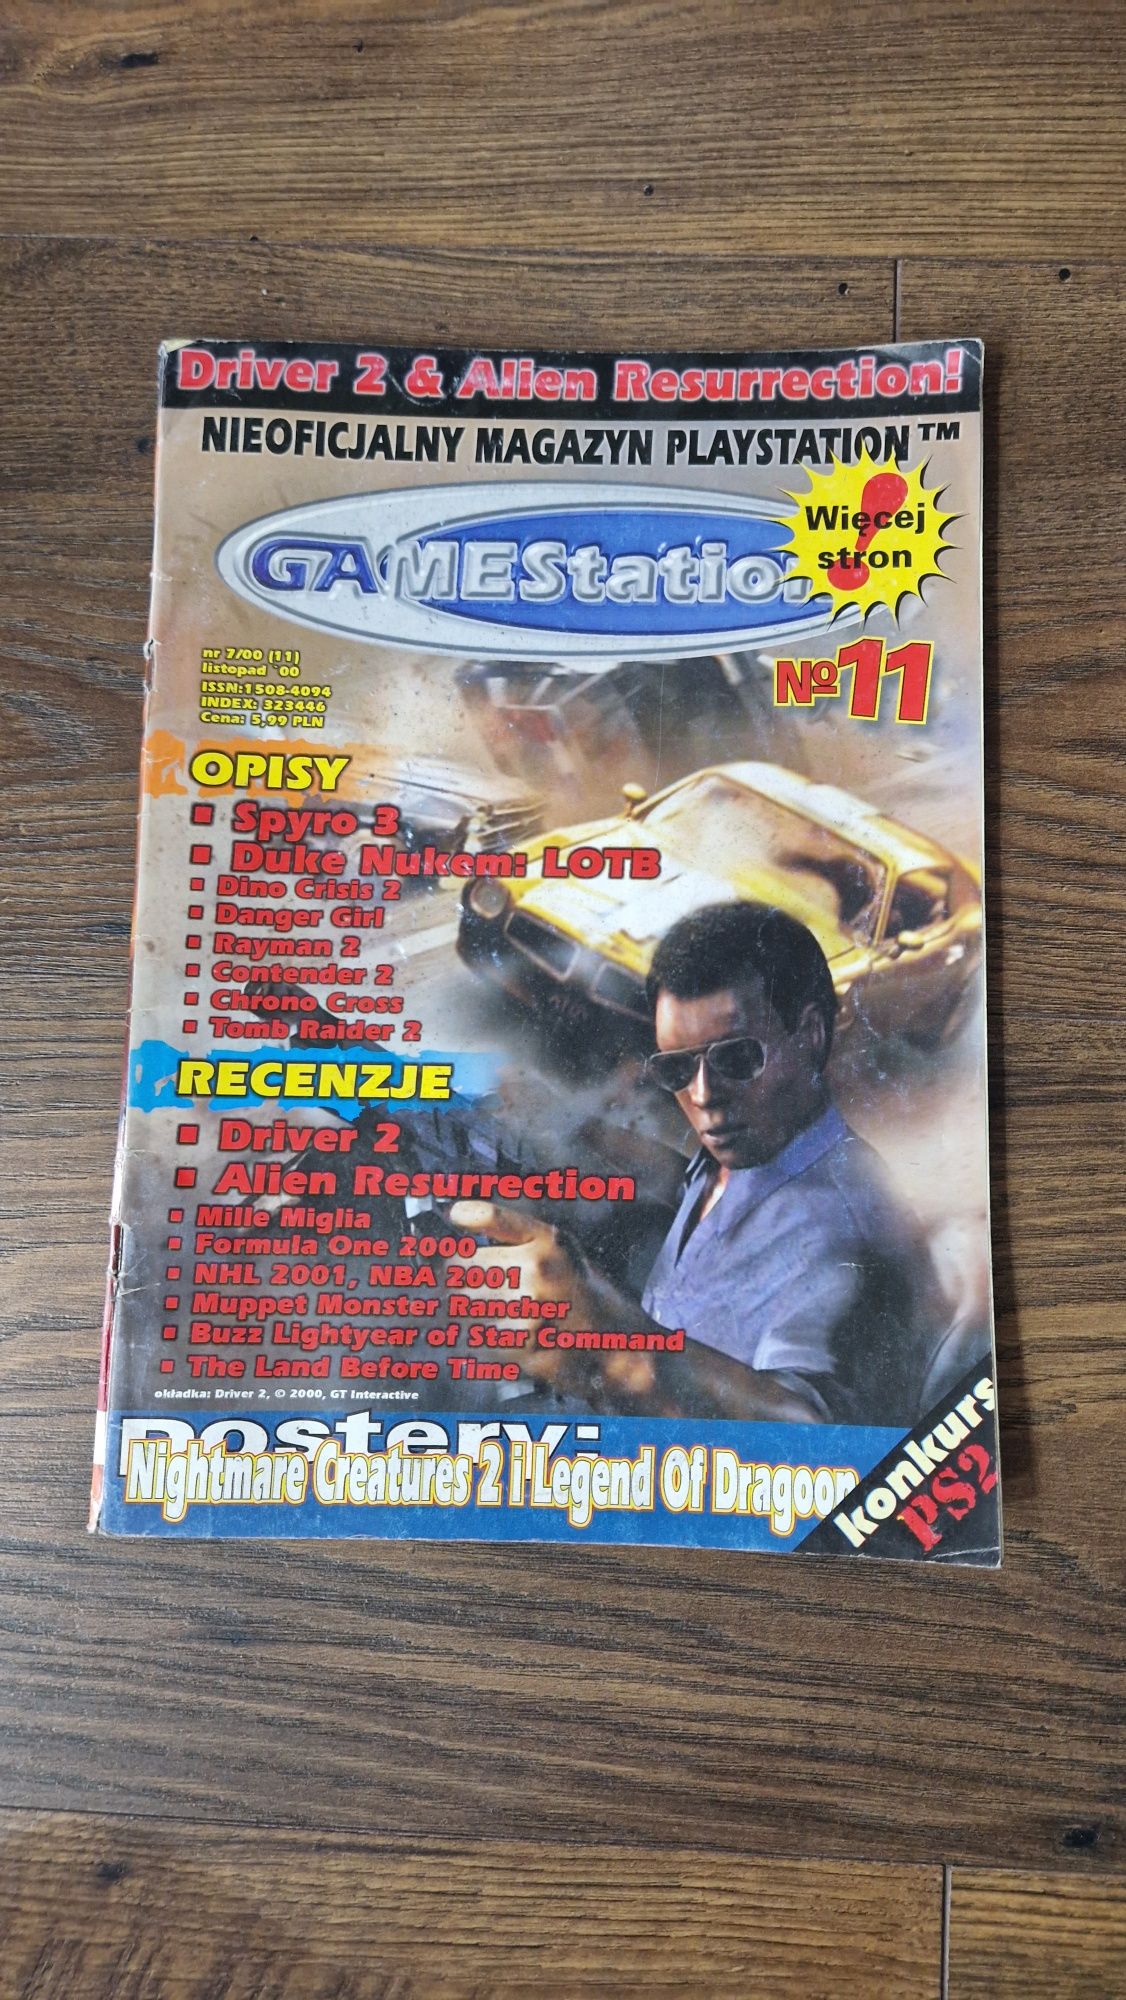 Driver 2 & Alien Resurrection!
NIEOFICJALNY MAGAZYN PLAYSTATION™
GAMEStation
Więcej
stron
nr 7/00 (11)
listopad `00
ISSN:1508-4094
INDEX: 323446
Cena: 5,99 PLN
№11
OPISY
▪ Spyro 3
▪ Duke Nukem: LOTB
▪ Dino Crisis 2
▪ Danger Girl
▪ Rayman 2
▪ Contender 2
▪ Chrono Cross
▪ Tomb Raider 2
RECENZJE
▪ Driver 2
▪ Alien Resurrection
▪ Mille Miglia
▪ Formula One 2000
▪ NHL 2001, NBA 2001
▪ Muppet Monster Rancher
▪ Buzz Lightyear of Star Command
▪ The Land Before Time
okładka: Driver 2, © 2000, GT Interactive
postery:
Nightmare Creatures 2 i Legend Of Dragoon
konkurs
PS2